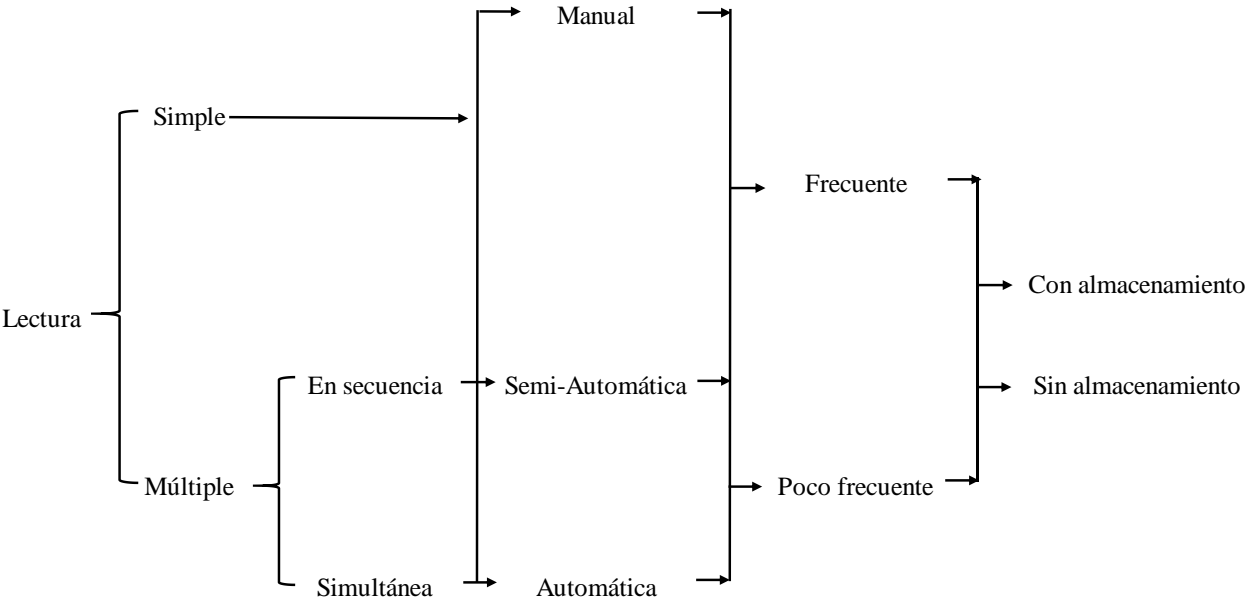 Manual
Simple
Frecuente
Con almacenamiento
Lectura
En secuencia
Semi-Automática
Sin almacenamiento
Múltiple
Poco frecuente
Simultánea
Automática